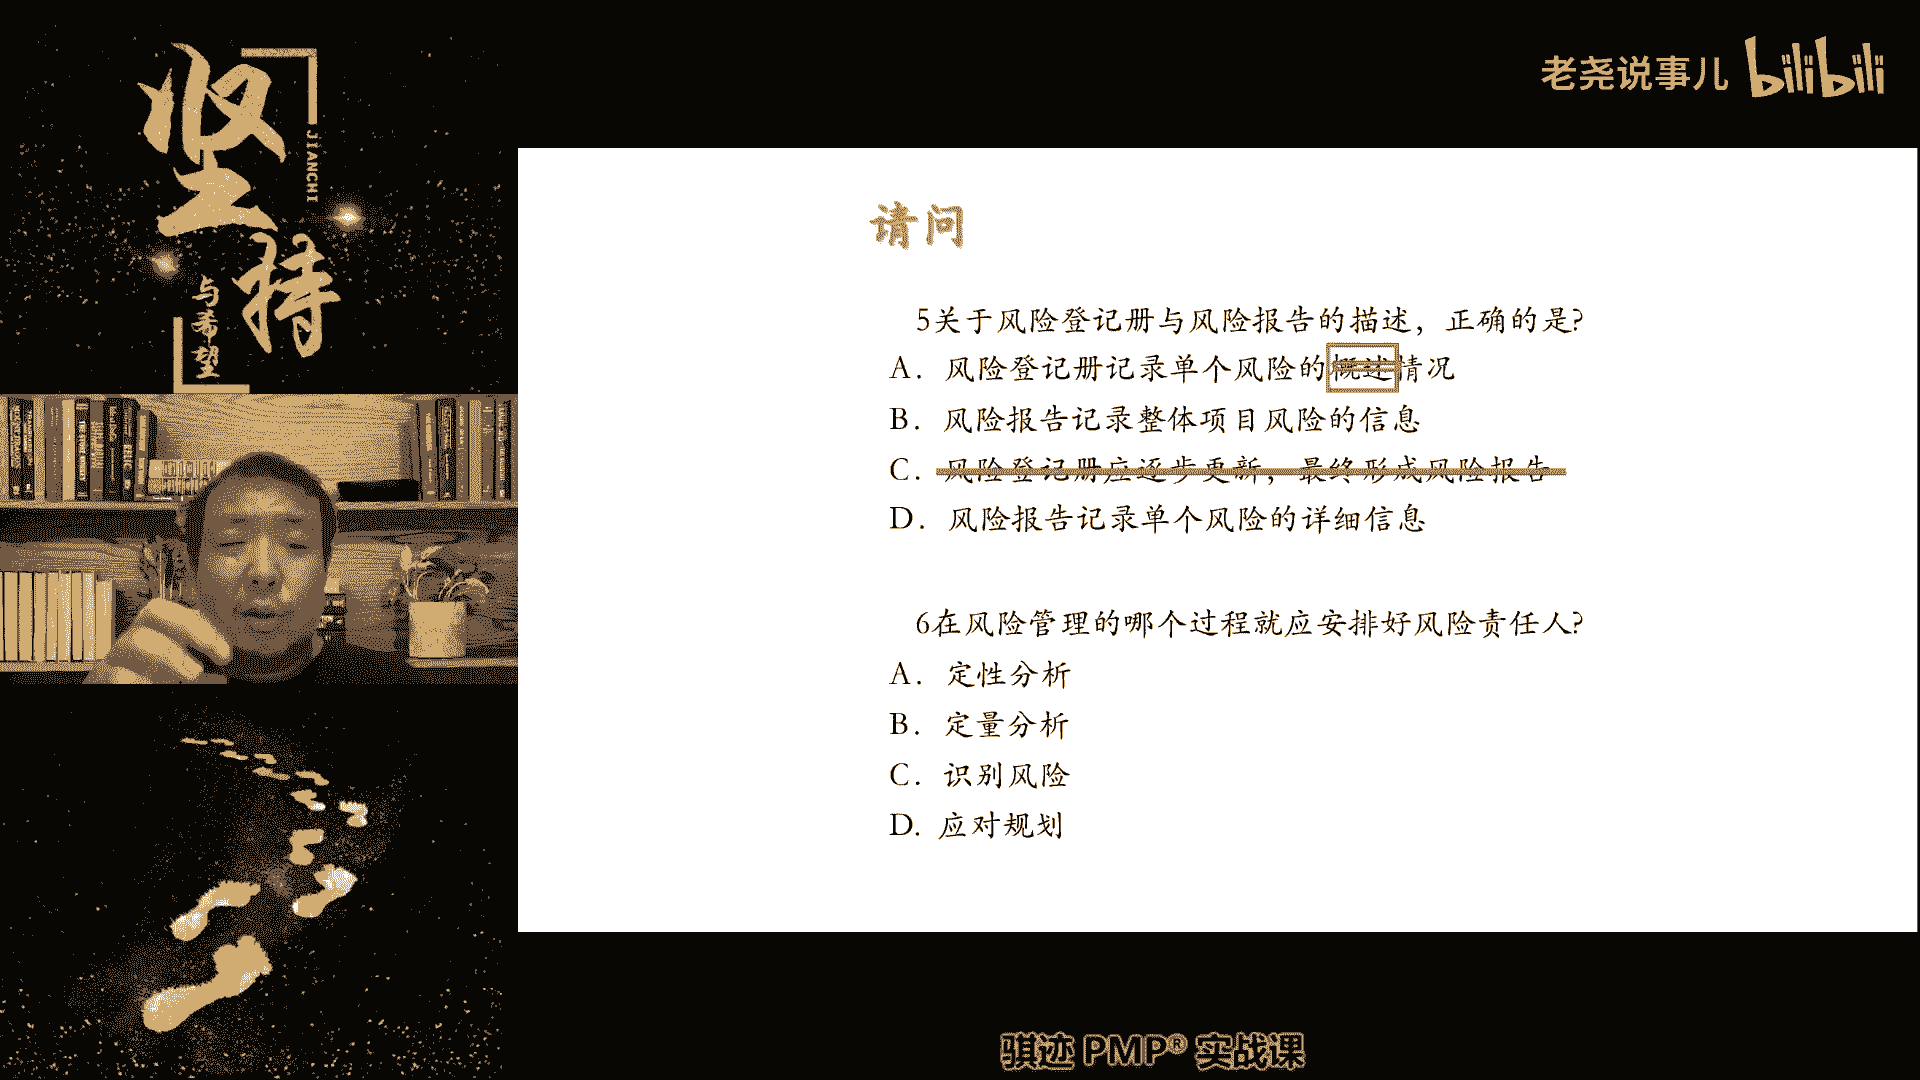 坚持
JIANCHI
与希望
老尧说事儿 bilibili
请问
5关于风险登记册与风险报告的描述，正确的是?
A. 风险登记册记录单个风险的概述情况
B. 风险报告记录整体项目风险的信息
C. 风险登记册应逐步更新，最终形成风险报告
D. 风险报告记录单个风险的详细信息
6在风险管理的哪个过程就应安排好风险责任人?
A. 定性分析
B. 定量分析
C. 识别风险
D. 应对规划
骐迹 PMP® 实战课